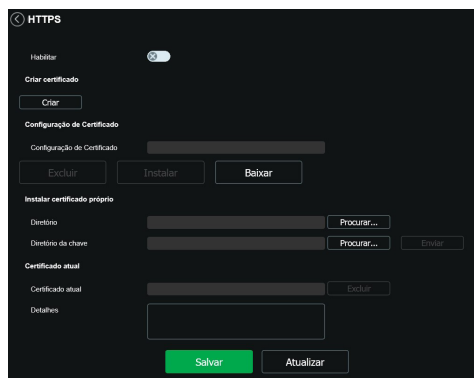 HTTPS
Habilitar
Criar certificado
Criar
Configuração de Certificado
Configuração de Certificado
Excluir Instalar Baixar
Instalar certificado próprio
Diretório Procurar...
Diretório da chave Procurar... Enviar
Certificado atual
Certificado atual Excluir
Detalhes
Salvar Atualizar